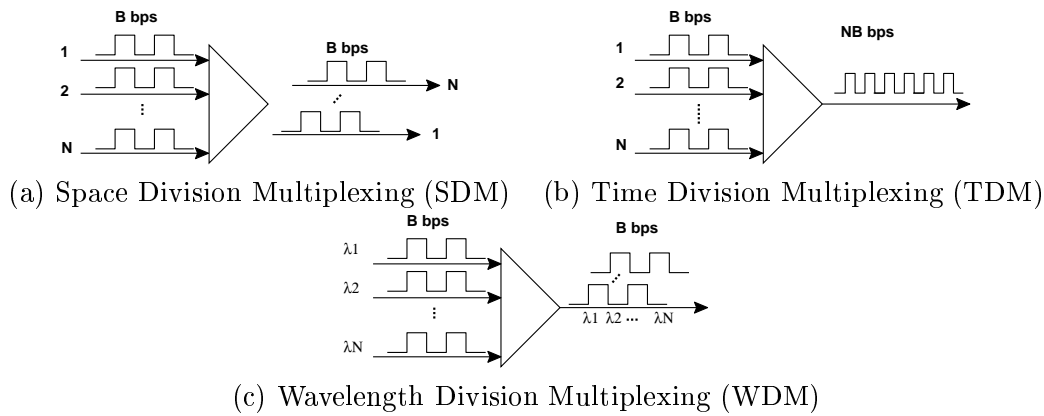 B bps
1
2
N
B bps
N
1
(a) Space Division Multiplexing (SDM)
B bps
1
2
N
NB bps
(b) Time Division Multiplexing (TDM)
B bps
λ1
λ2
λN
B bps
λ1 λ2 ... λN
(c) Wavelength Division Multiplexing (WDM)